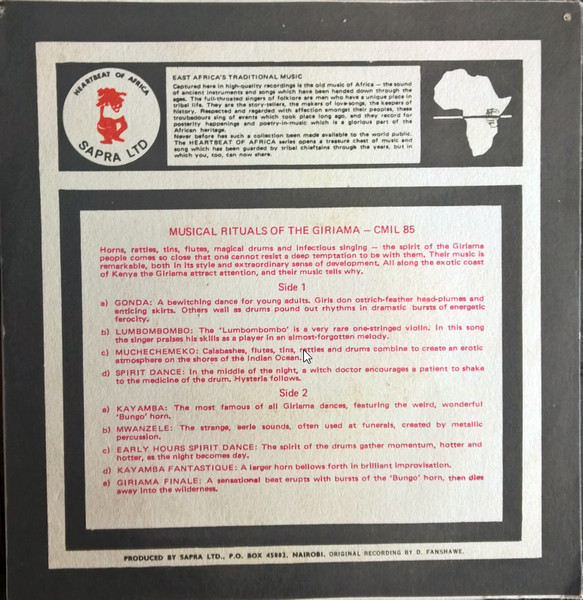 HEARTBEAT OF AFRICA
SAPRA LTD
EAST AFRICA'S TRADITIONAL MUSIC
Captured here in high-quality recordings is the old music of Africa — the sound
of ancient instruments and songs which have been handed down through the
ages. The full-throated singers of folklore are men who have a unique place in
tribal life. They are the story-tellers, the makers of love-songs, the keepers of
history. Respected and regarded with affection amongst their peoples, these
troubadours sing of events which took place long ago, and they record for
posterity happenings and poetry-in-music which is a glorious part of the
African heritage.
Never before has such a collection been made available to the world public.
The HEARTBEAT OF AFRICA series opens a treasure chest of music and
song which has been guarded by tribal chieftains through the years, but in
which you, too, can now share.
MUSICAL RITUALS OF THE GIRIAMA — CMIL 85
Horns, rattles, tins, flutes, magical drums and infectious singing — the spirit of the Giriama
people comes so close that one cannot resist a deep temptation to be with them. Their music is
remarkable, both in its style and extraordinary sense of development. All along the exotic coast
of Kenya the Giriama attract attention, and their music tells why.
Side 1
a) GONDA: A bewitching dance for young adults. Girls don ostrich-feather head-plumes and
enticing skirts. Others wail as drums pound out rhythms in dramatic bursts of energetic
ferocity.
b) LUMBOMBOMBO: The 'Lumbombombo' is a very rare one-stringed violin. In this song
the singer praises his skills as a player in an almost-forgotten melody.
c) MUCHECHEMEKO: Calabashes, flutes, tins, rattles and drums combine to create an erotic
atmosphere on the shores of the Indian Ocean.
d) SPIRIT DANCE: In the middle of the night, a witch doctor encourages a patient to shake
to the medicine of the drum. Hysteria follows.
Side 2
a) KAYAMBA: The most famous of all Giriama dances, featuring the weird, wonderful
'Bungo' horn.
b) MWANZELE: The strange, eerie sounds, often used at funerals, created by metallic
percussion.
c) EARLY HOURS SPIRIT DANCE: The spirit of the drums gather momentum, hotter and
hotter, as the night becomes day.
d) KAYAMBA FANTASTIQUE: A larger horn bellows forth in brilliant improvisation.
e) GIRIAMA FINALE: A sensational beat erupts with bursts of the 'Bungo' horn, then dies
away into the wilderness.
PRODUCED BY SAPRA LTD., P.O. BOX 45882, NAIROBI, ORIGINAL RECORDING BY D. FANSHAWE.